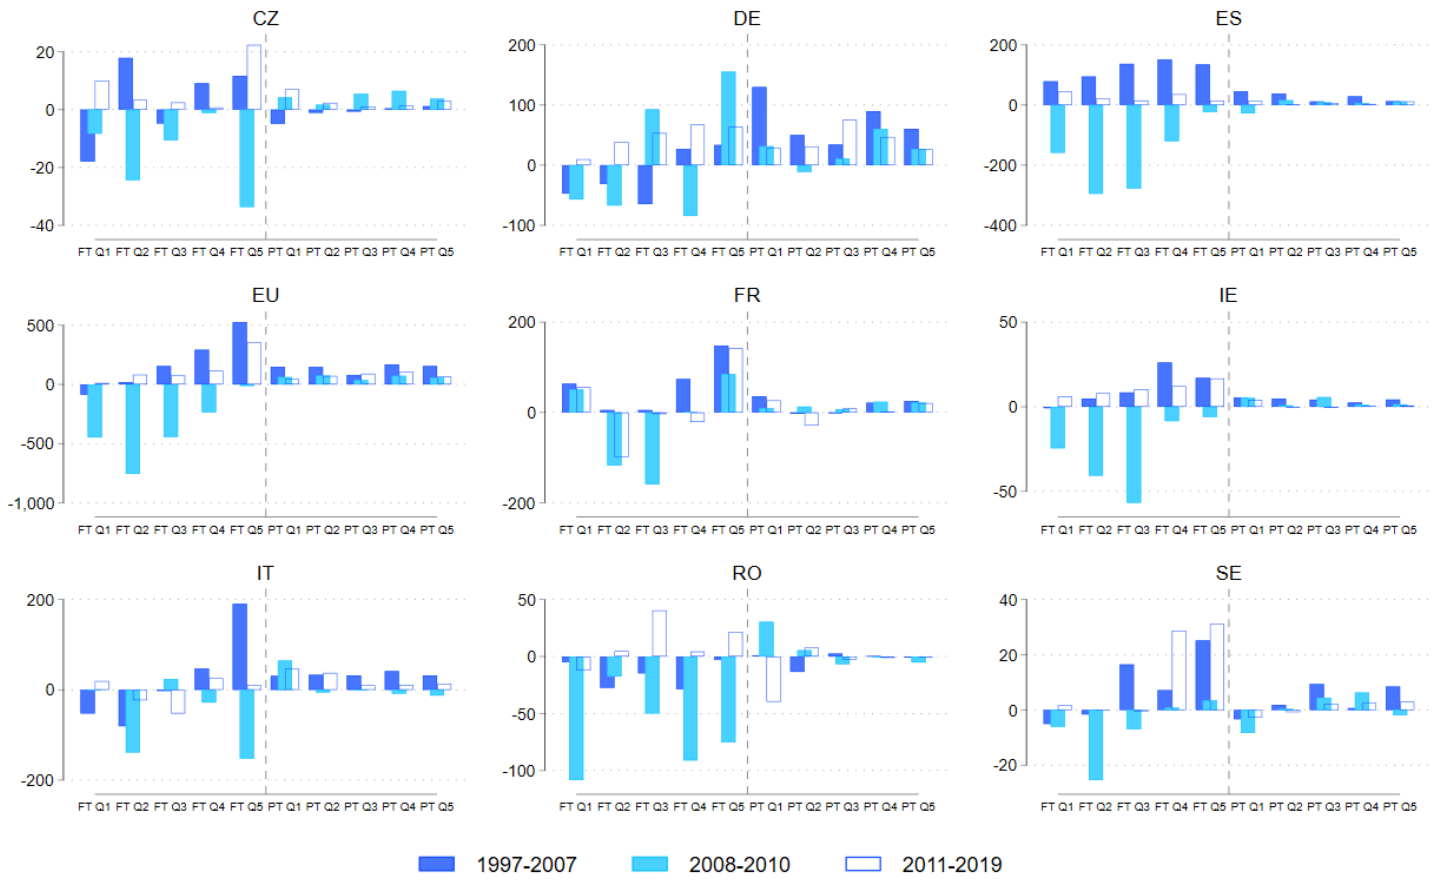 CZ
20
0
-20
-40
FT Q1 FT Q2 FT Q3 FT Q4 FT Q5 PT Q1 PT Q2 PT Q3 PT Q4 PT Q5
DE
200
100
0
-100
FT Q1 FT Q2 FT Q3 FT Q4 FT Q5 PT Q1 PT Q2 PT Q3 PT Q4 PT Q5
ES
200
0
-200
-400
FT Q1 FT Q2 FT Q3 FT Q4 FT Q5 PT Q1 PT Q2 PT Q3 PT Q4 PT Q5
EU
500
0
-500
-1,000
FT Q1 FT Q2 FT Q3 FT Q4 FT Q5 PT Q1 PT Q2 PT Q3 PT Q4 PT Q5
FR
200
0
-200
FT Q1 FT Q2 FT Q3 FT Q4 FT Q5 PT Q1 PT Q2 PT Q3 PT Q4 PT Q5
IE
50
0
-50
FT Q1 FT Q2 FT Q3 FT Q4 FT Q5 PT Q1 PT Q2 PT Q3 PT Q4 PT Q5
IT
200
0
-200
FT Q1 FT Q2 FT Q3 FT Q4 FT Q5 PT Q1 PT Q2 PT Q3 PT Q4 PT Q5
RO
50
0
-50
-100
FT Q1 FT Q2 FT Q3 FT Q4 FT Q5 PT Q1 PT Q2 PT Q3 PT Q4 PT Q5
SE
40
20
0
-20
FT Q1 FT Q2 FT Q3 FT Q4 FT Q5 PT Q1 PT Q2 PT Q3 PT Q4 PT Q5
1997-2007 2008-2010 2011-2019